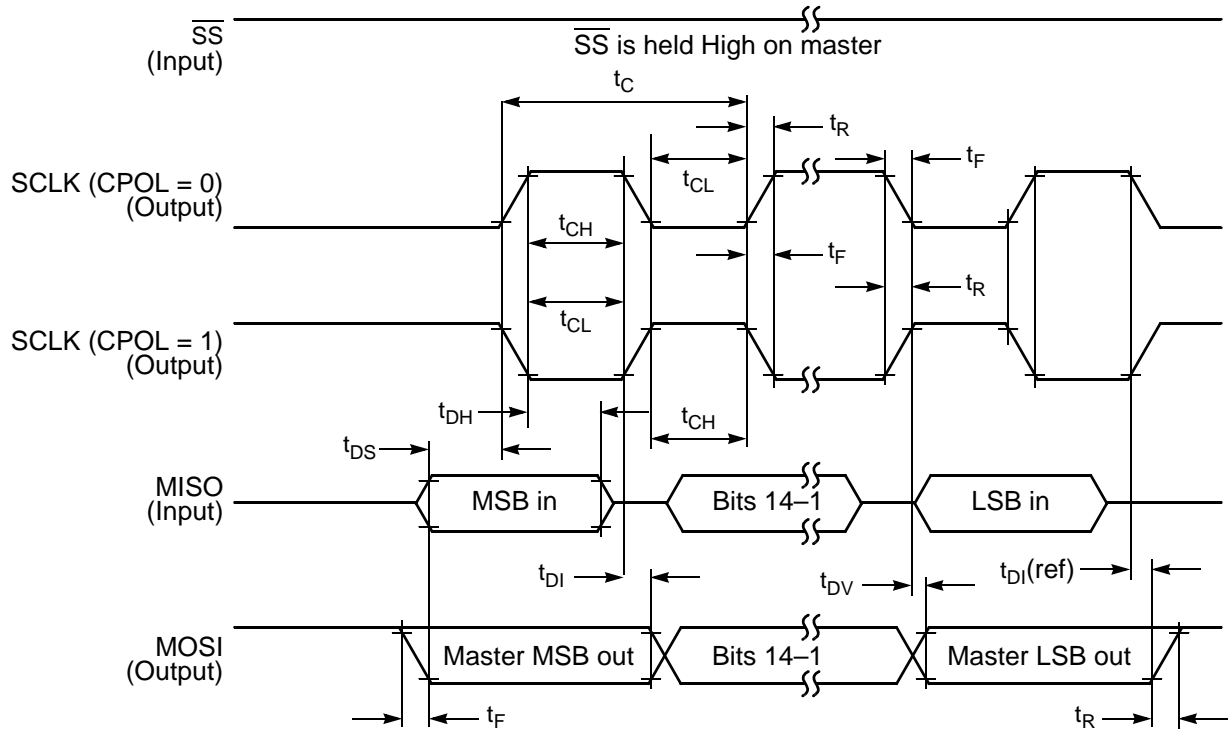 SS
(Input)
SS is held High on master
tC
tR
tF
SCLK (CPOL = 0)
(Output)
tCL
tCH
tF
tR
tCL
SCLK (CPOL = 1)
(Output)
tDH
tCH
tDS
MISO
(Input)
MSB in
Bits 14–1
LSB in
tDI
tDV
tDI(ref)
MOSI
(Output)
Master MSB out
Bits 14–1
Master LSB out
tF
tR